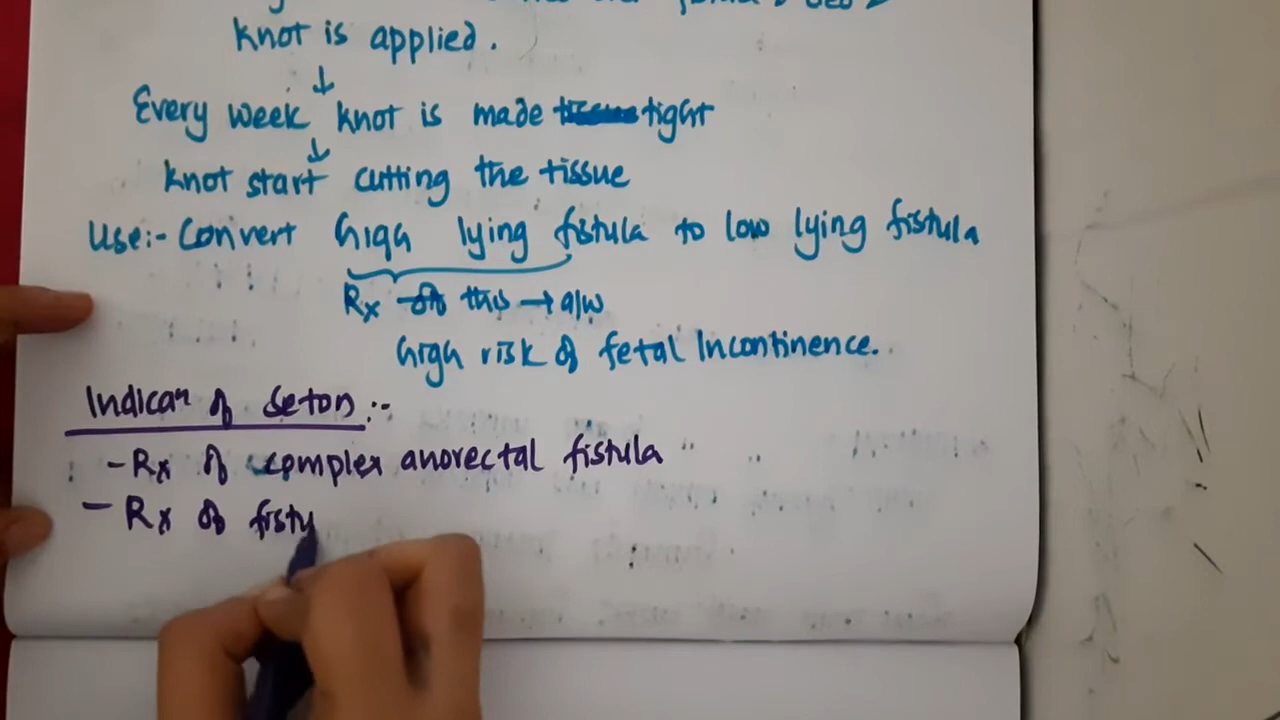 knot is applied.
↓
Every week knot is made tight
↓
knot start cutting the tissue
Use:- Convert high lying fistula to low lying fistula
Rx of this → a/w
high risk of fetal Incontinence.
Indicaⁿ of Seton :-
- Rx of complex anorectal fistula
- Rx of fistu